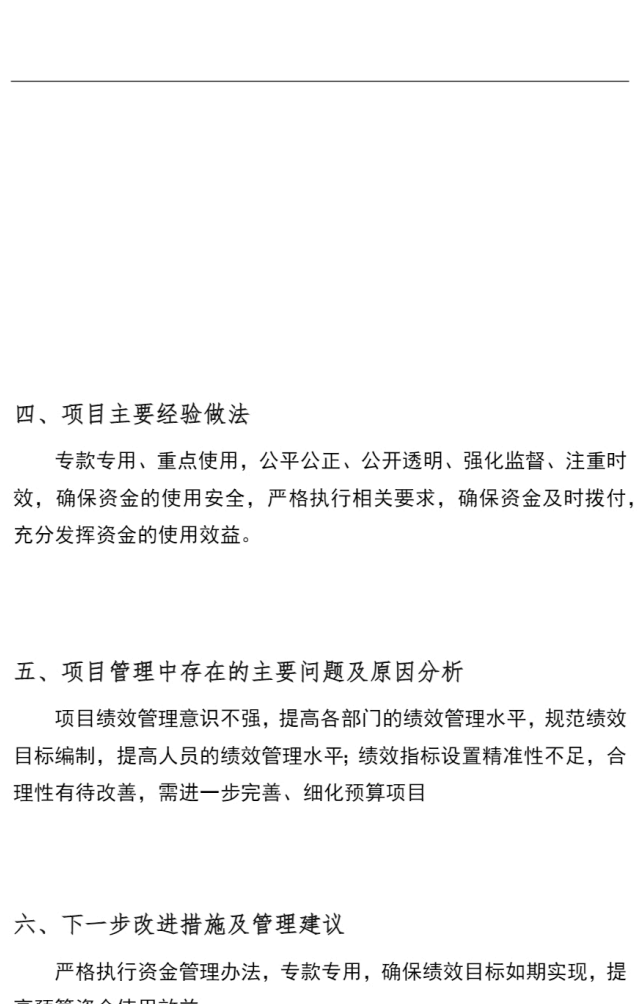 四、项目主要经验做法
专款专用、重点使用，公平公正、公开透明、强化监督、注重时
效，确保资金的使用安全，严格执行相关要求，确保资金及时拨付，
充分发挥资金的使用效益。
五、项目管理中存在的主要问题及原因分析
项目绩效管理意识不强，提高各部门的绩效管理水平，规范绩效
目标编制，提高人员的绩效管理水平；绩效指标设置精准性不足，合
理性有待改善，需进一步完善、细化预算项目
六、下一步改进措施及管理建议
严格执行资金管理办法，专款专用，确保绩效目标如期实现，提
高预算资金使用效益